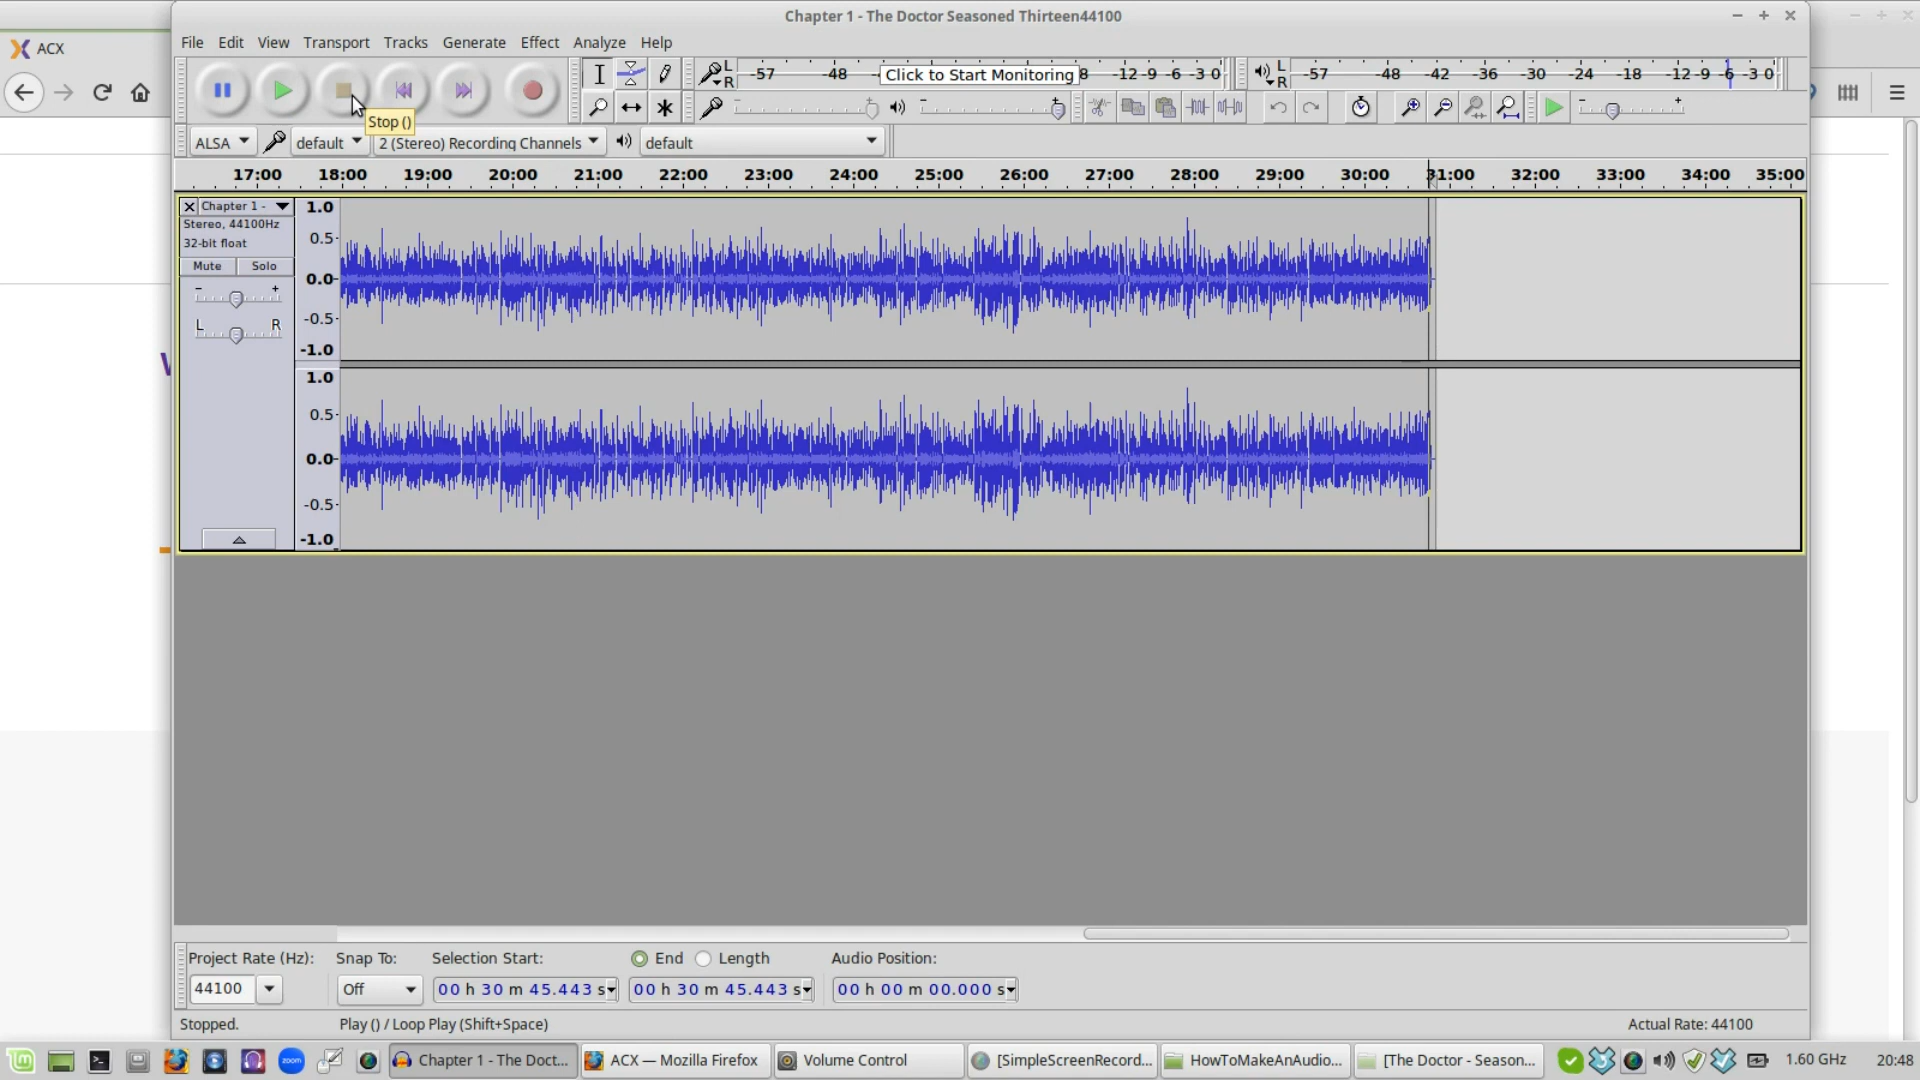 Chapter 1 - The Doctor Seasoned Thirteen44100
ACX
File Edit View Transport Tracks Generate Effect Analyze Help
L R -57 -48 Click to Start Monitoring 8 -12 -9 -6 -3 0
L R -57 -48 -42 -36 -30 -24 -18 -12 -9 -6 -3 0
- + - + - +
Stop ()
ALSA default 2 (Stereo) Recording Channels default
17:00 18:00 19:00 20:00 21:00 22:00 23:00 24:00 25:00 26:00 27:00 28:00 29:00 30:00 31:00 32:00 33:00 34:00 35:00
Chapter 1 -
Stereo, 44100Hz
32-bit float
Mute Solo
- +
L R
1.0
0.5
0.0
-0.5
-1.0
1.0
0.5
0.0
-0.5
-1.0
Project Rate (Hz): Snap To: Selection Start: End Length Audio Position:
44100 Off 00 h 30 m 45.443 s 00 h 30 m 45.443 s 00 h 00 m 00.000 s
Stopped. Play () / Loop Play (Shift+Space) Actual Rate: 44100
zoom Chapter 1 - The Doct... ACX — Mozilla Firefox Volume Control [SimpleScreenRecord... HowToMakeAnAudio... [The Doctor - Season... 1.60 GHz 20:48